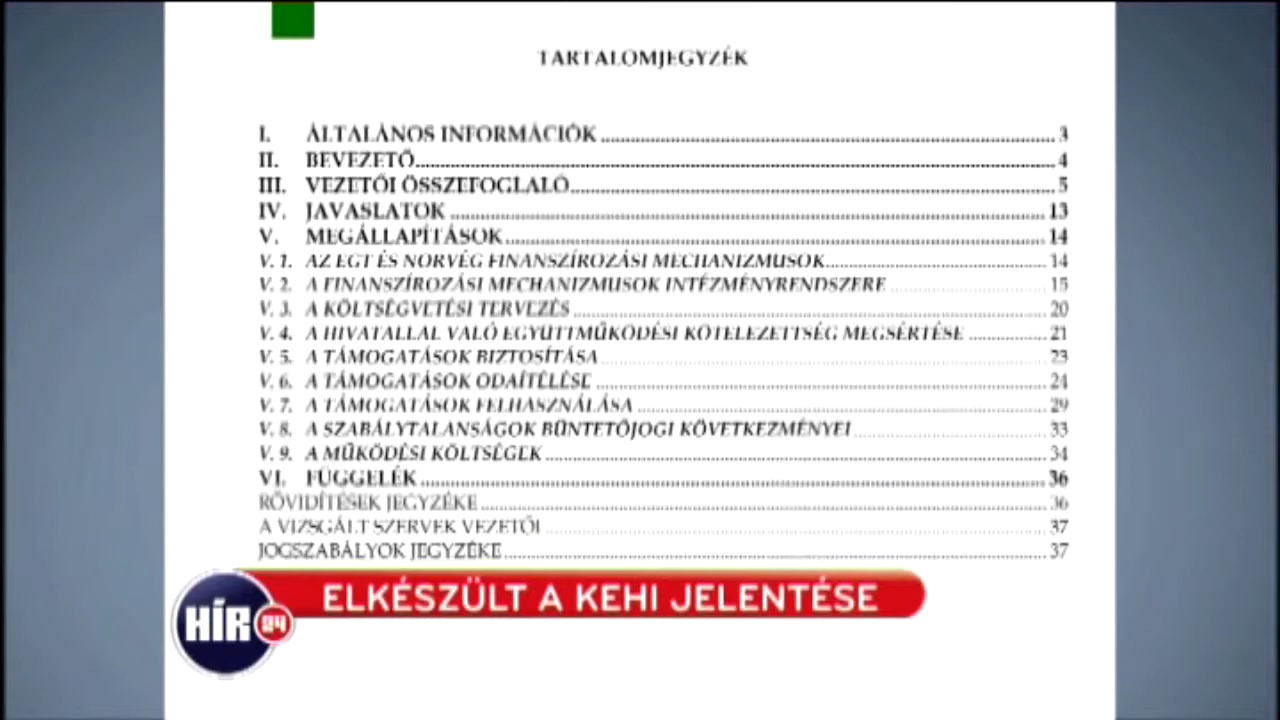 TARTALOMJEGYZÉK
I. ÁLTALÁNOS INFORMÁCIÓK 3
II. BEVEZETŐ 4
III. VEZETŐI ÖSSZEFOGLALÓ 5
IV. JAVASLATOK 13
V. MEGÁLLAPÍTÁSOK 14
V. 1. AZ EGT ÉS NORVÉG FINANSZÍROZÁSI MECHANIZMUSOK 14
V. 2. A FINANSZÍROZÁSI MECHANIZMUSOK INTÉZMÉNYRENDSZERE 15
V. 3. A KÖLTSÉGVETÉSI TERVEZÉS 20
V. 4. A HIVATALLAL VALÓ EGYÜTTMŰKÖDÉSI KÖTELEZETTSÉG MEGSÉRTÉSE 21
V. 5. A TÁMOGATÁSOK BIZTOSÍTÁSA 23
V. 6. A TÁMOGATÁSOK ODAÍTÉLÉSE 24
V. 7. A TÁMOGATÁSOK FELHASZNÁLÁSA 29
V. 8. A SZABÁLYTALANSÁGOK BÜNTETŐJOGI KÖVETKEZMÉNYEI 33
V. 9. A MŰKÖDÉSI KÖLTSÉGEK 34
VI. FÜGGELÉK 36
RÖVIDÍTÉSEK JEGYZÉKE 36
A VIZSGÁLT SZERVEK VEZETŐI 37
JOGSZABÁLYOK JEGYZÉKE 37
ELKÉSZÜLT A KEHI JELENTÉSE
HÍR 24